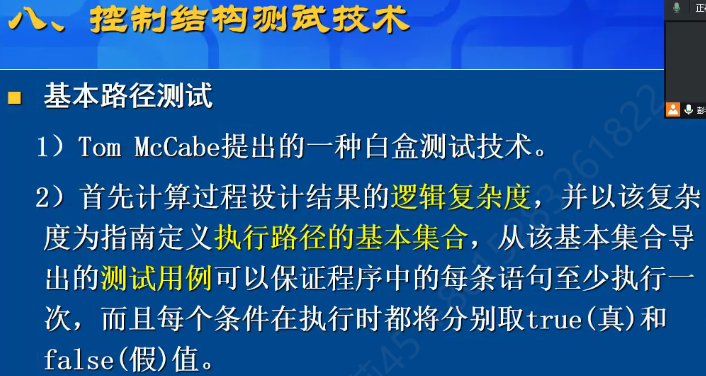 八、控制结构测试技术
正
基本路径测试
1）Tom McCabe提出的一种白盒测试技术。
2）首先计算过程设计结果的逻辑复杂度，并以该复杂
度为指南定义执行路径的基本集合，从该基本集合导
出的测试用例可以保证程序中的每条语句至少执行一
次，而且每个条件在执行时都将分别取true(真)和
false(假)值。